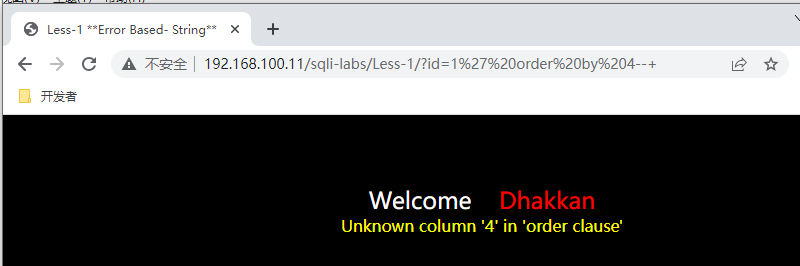 Less-1 **Error Based- String**
不安全 192.168.100.11/sqli-labs/Less-1/?id=1%27%20order%20by%204--+
开发者
Welcome Dhakkan
Unknown column '4' in 'order clause'